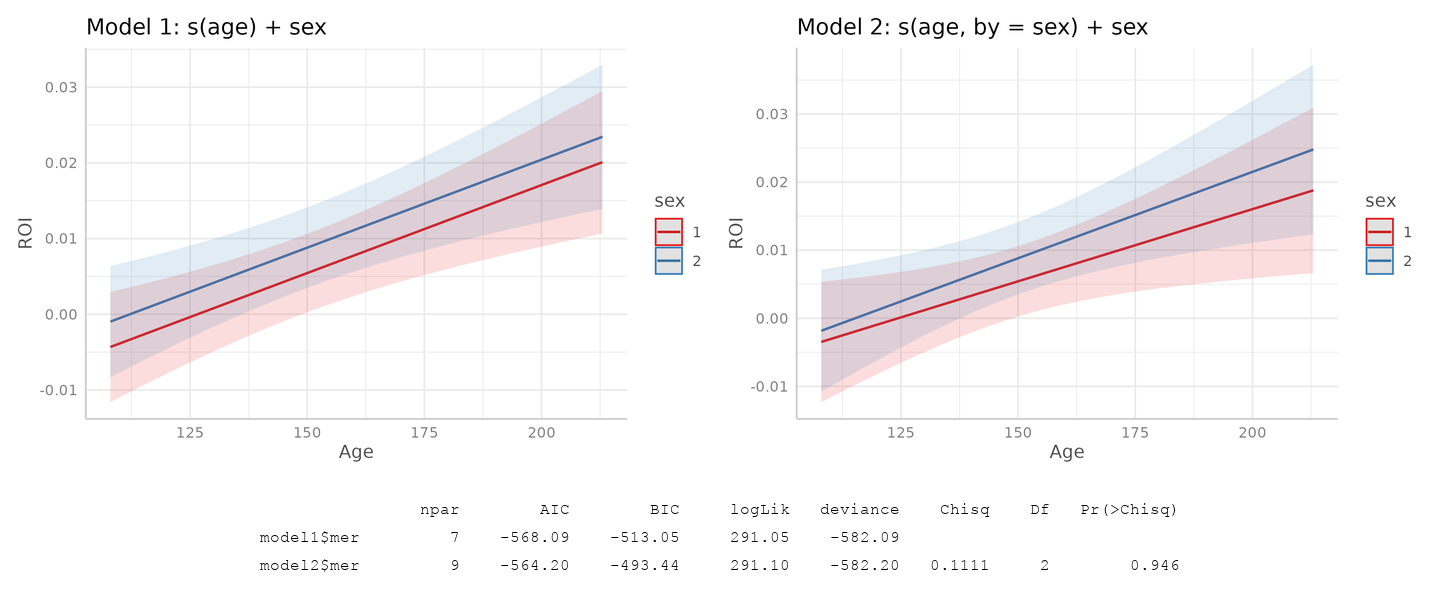 Model 1: s(age) + sex
0.03
0.02
0.01
0.00
-0.01
ROI
125 150 175 200
Age
sex
1
2
Model 2: s(age, by = sex) + sex
0.03
0.02
0.01
0.00
-0.01
ROI
125 150 175 200
Age
sex
1
2
npar AIC BIC logLik deviance Chisq Df Pr(>Chisq)
model1$mer 7 -568.09 -513.05 291.05 -582.09
model2$mer 9 -564.20 -493.44 291.10 -582.20 0.1111 2 0.946